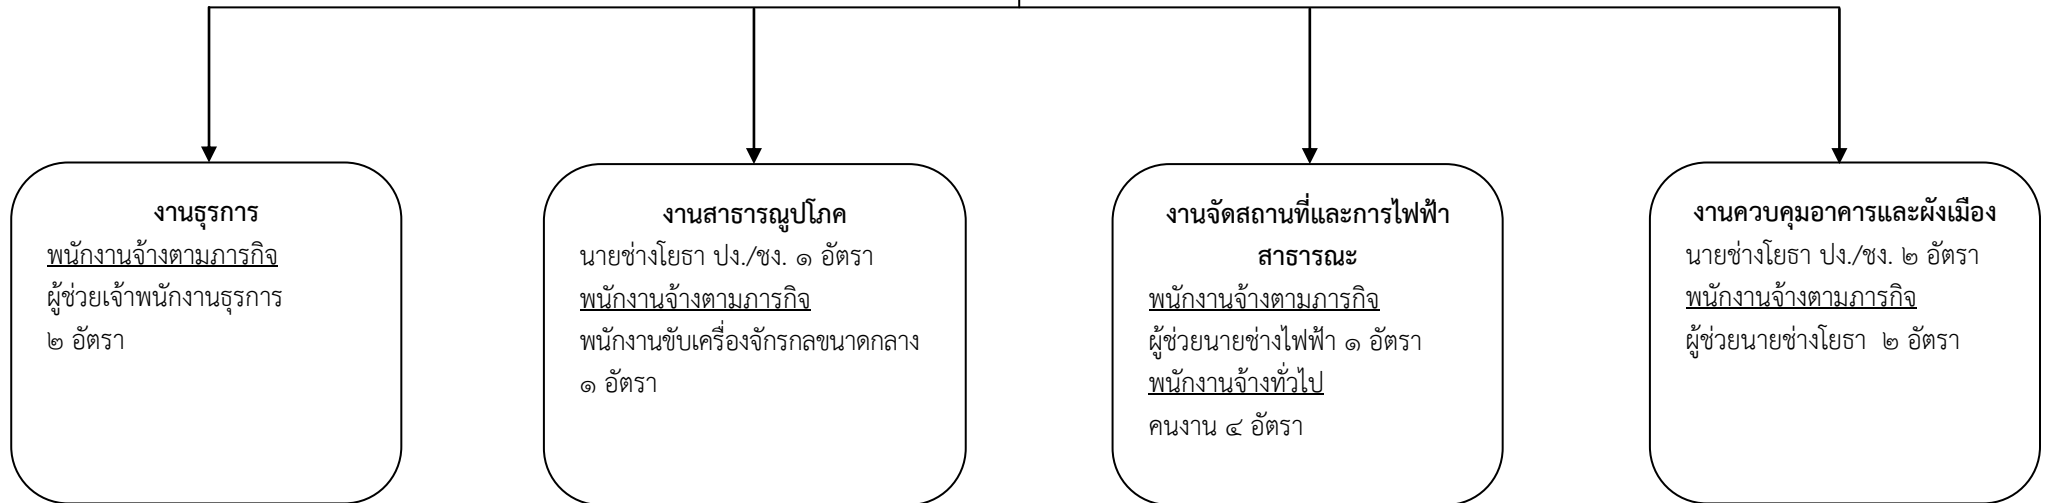 งานธุรการ
พนักงานจ้างตามภารกิจ
ผู้ช่วยเจ้าพนักงานธุรการ
๒ อัตรา
งานสาธารณูปโภค
นายช่างโยธา ปง./ชง. ๑ อัตรา
พนักงานจ้างตามภารกิจ
พนักงานขับเครื่องจักรกลขนาดกลาง
๑ อัตรา
งานจัดสถานที่และการไฟฟ้า
สาธารณะ
พนักงานจ้างตามภารกิจ
ผู้ช่วยนายช่างไฟฟ้า ๑ อัตรา
พนักงานจ้างทั่วไป
คนงาน ๔ อัตรา
งานควบคุมอาคารและผังเมือง
นายช่างโยธา ปง./ชง. ๒ อัตรา
พนักงานจ้างตามภารกิจ
ผู้ช่วยนายช่างโยธา ๒ อัตรา